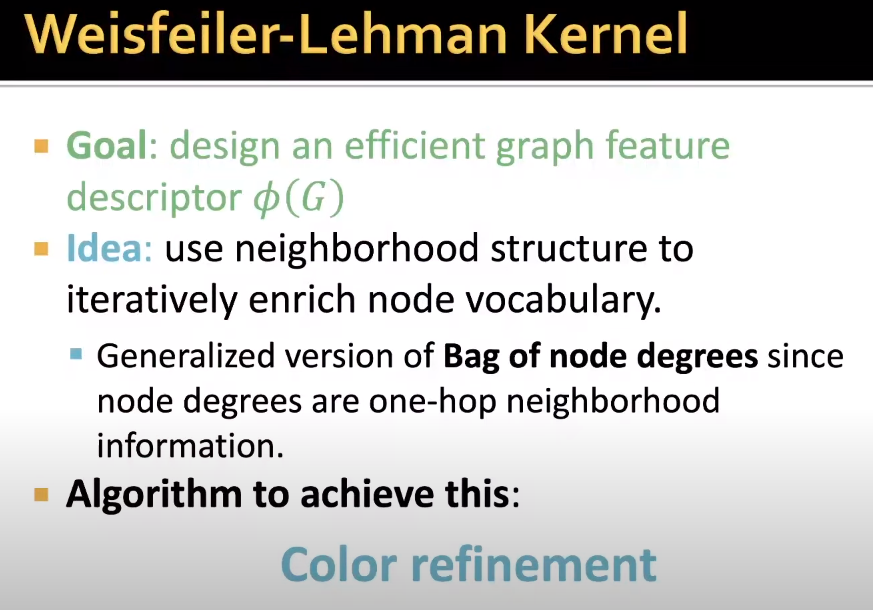 Weisfeiler-Lehman Kernel
Goal: design an efficient graph feature
descriptor 𝜙(𝐺)
Idea: use neighborhood structure to
iteratively enrich node vocabulary.
Generalized version of Bag of node degrees since
node degrees are one-hop neighborhood
information.
Algorithm to achieve this:
Color refinement